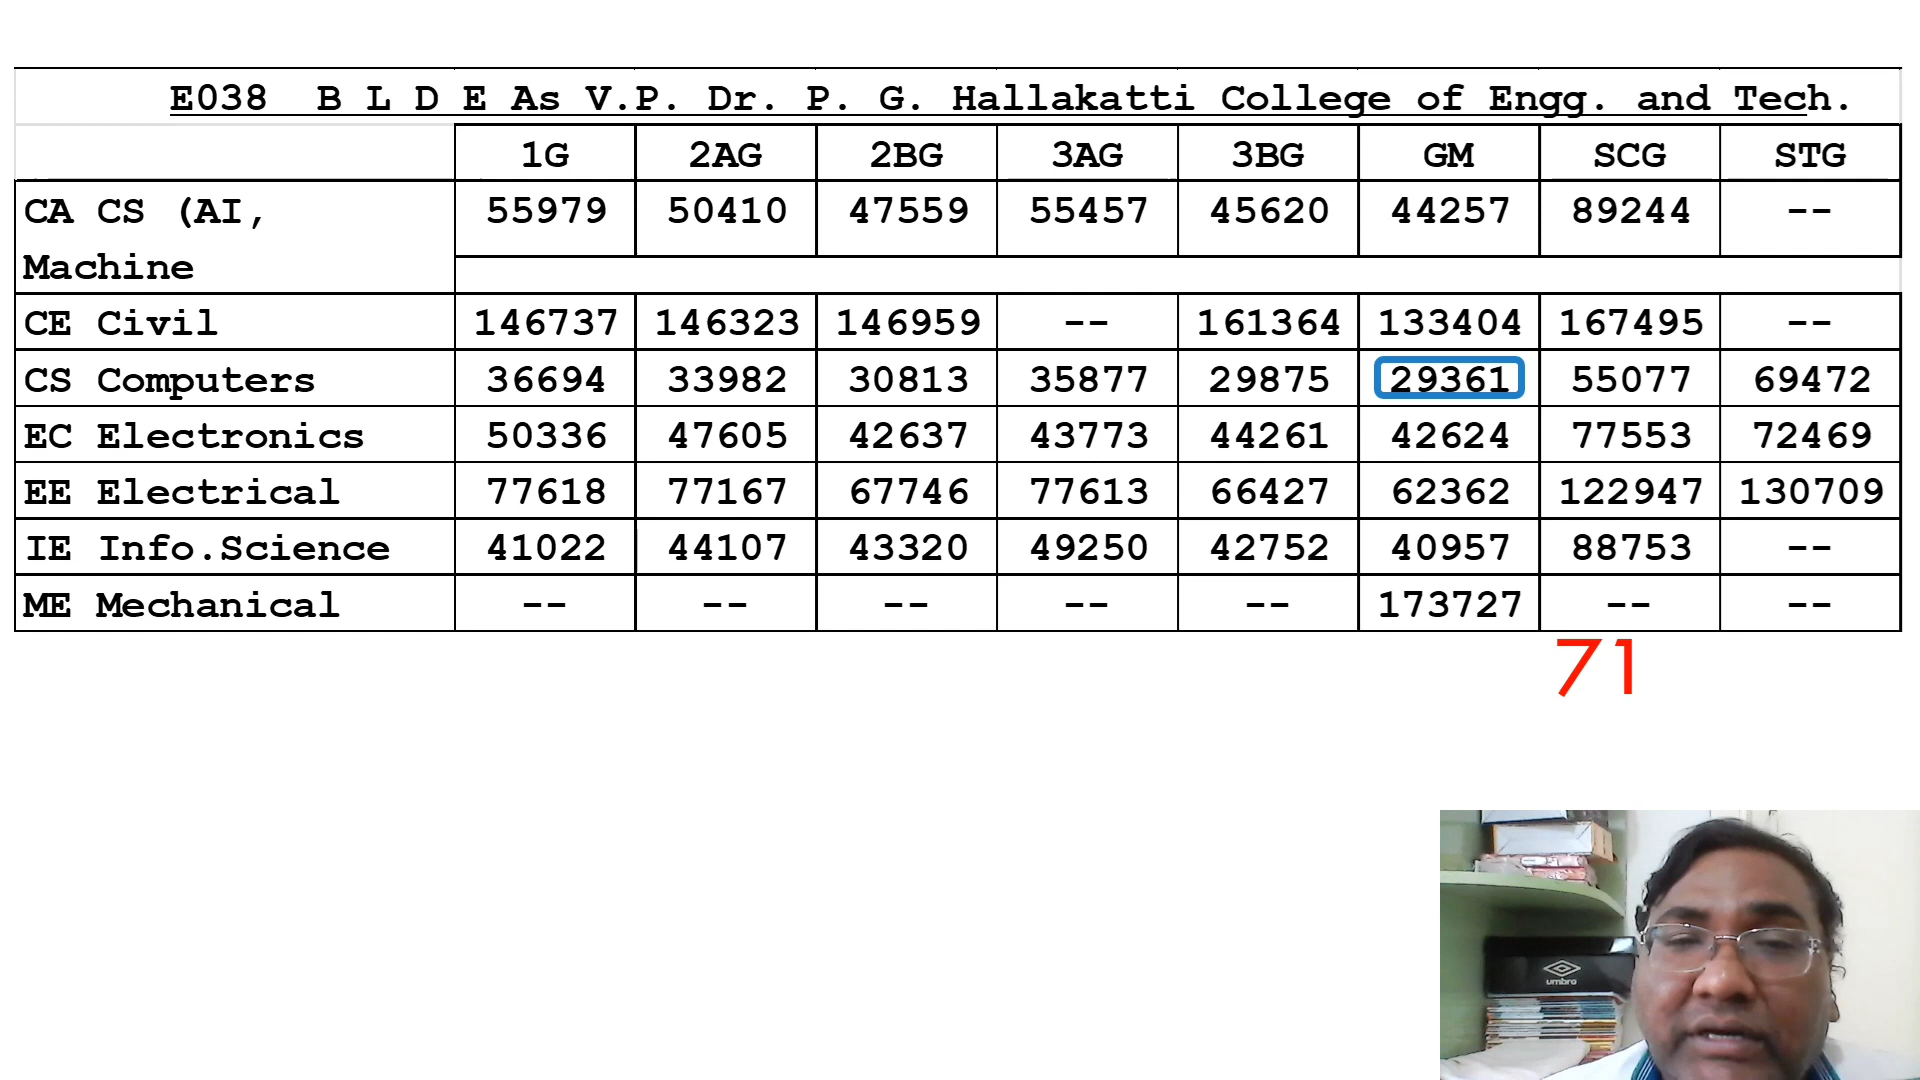 E038 B L D E As V.P. Dr. P. G. Hallakatti College of Engg. and Tech.
1G 2AG 2BG 3AG 3BG GM SCG STG
CA CS (AI, 55979 50410 47559 55457 45620 44257 89244 --
Machine
CE Civil 146737 146323 146959 -- 161364 133404 167495 --
CS Computers 36694 33982 30813 35877 29875 29361 55077 69472
EC Electronics 50336 47605 42637 43773 44261 42624 77553 72469
EE Electrical 77618 77167 67746 77613 66427 62362 122947 130709
IE Info.Science 41022 44107 43320 49250 42752 40957 88753 --
ME Mechanical -- -- -- -- -- 173727 -- --
71
umbro